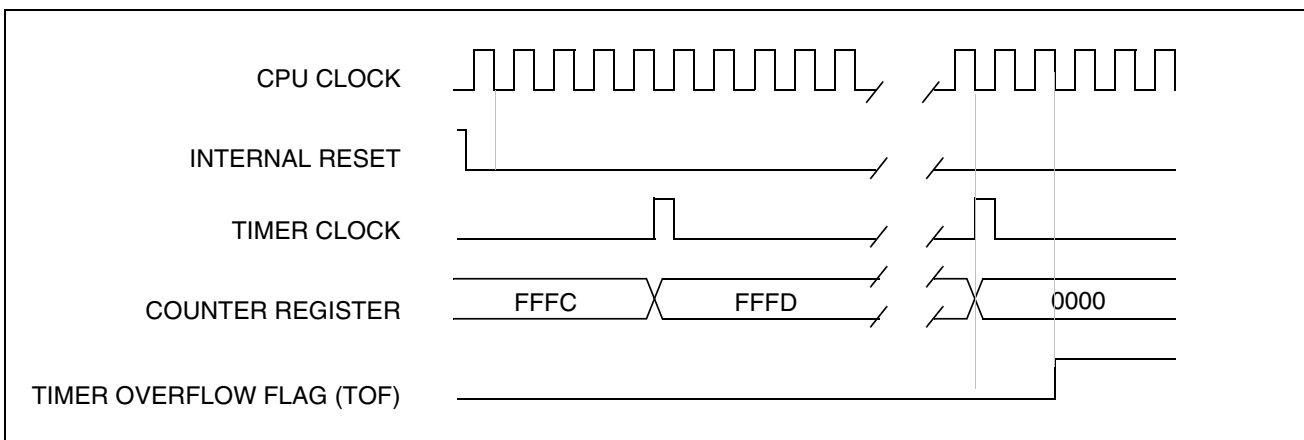 CPU CLOCK
INTERNAL RESET
TIMER CLOCK
COUNTER REGISTER FFFC FFFD 0000
TIMER OVERFLOW FLAG (TOF)